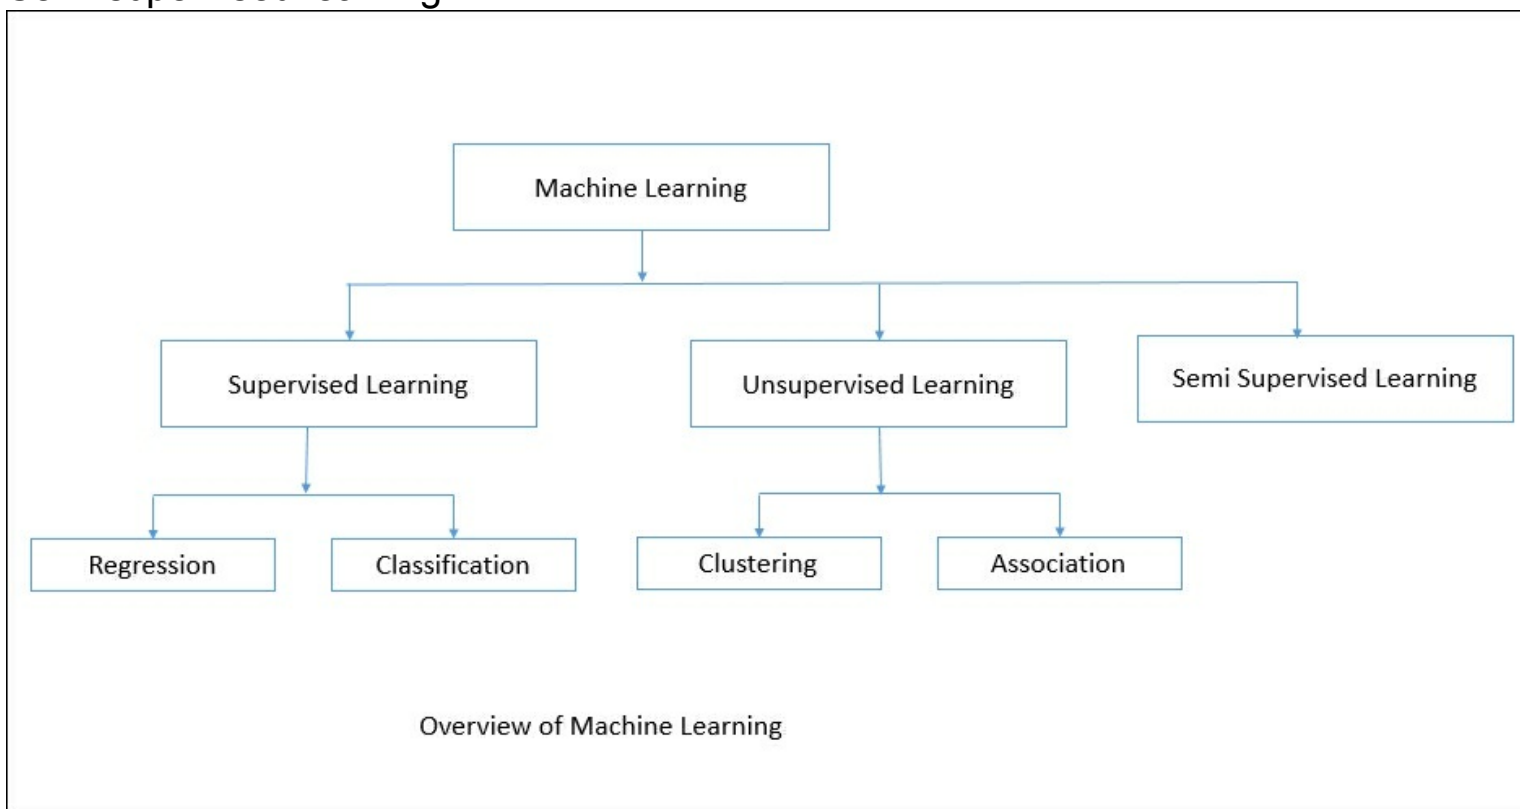 Machine Learning
Supervised Learning
Unsupervised Learning
Semi Supervised Learning
Regression
Classification
Clustering
Association
Overview of Machine Learning